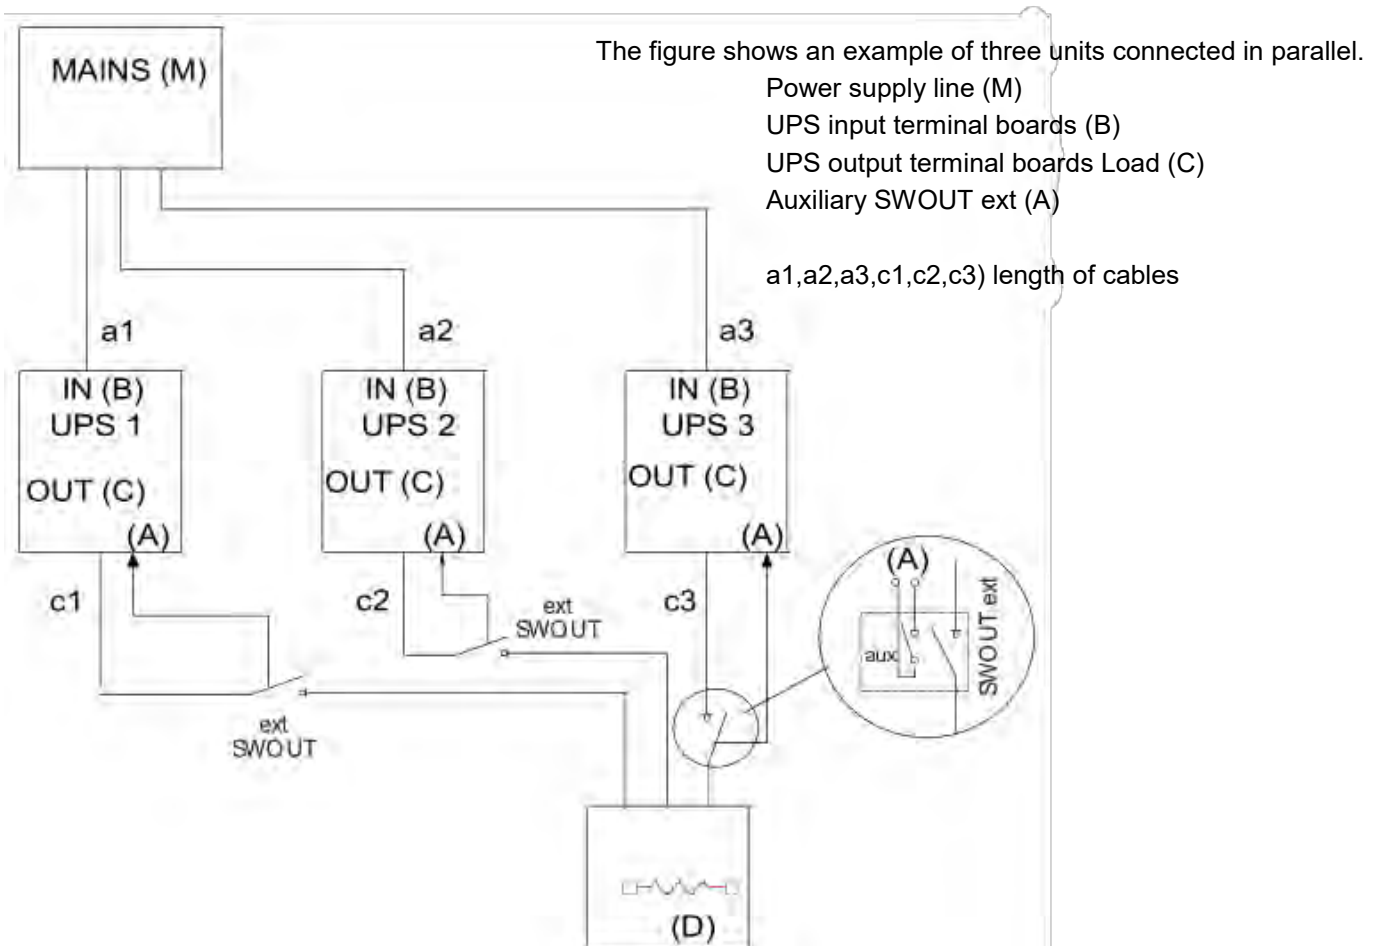 MAINS (M)
The figure shows an example of three units connected in parallel.
Power supply line (M)
UPS input terminal boards (B)
UPS output terminal boards Load (C)
Auxiliary SWOUT ext (A)
a1,a2,a3,c1,c2,c3) length of cables
a1
a2
a3
IN (B)
UPS 1
OUT (C)
(A)
IN (B)
UPS 2
OUT (C)
(A)
IN (B)
UPS 3
OUT (C)
(A)
c1
c2
c3
ext
SWOUT
ext
SWOUT
(A)
aux
SWOUT ext
(D)